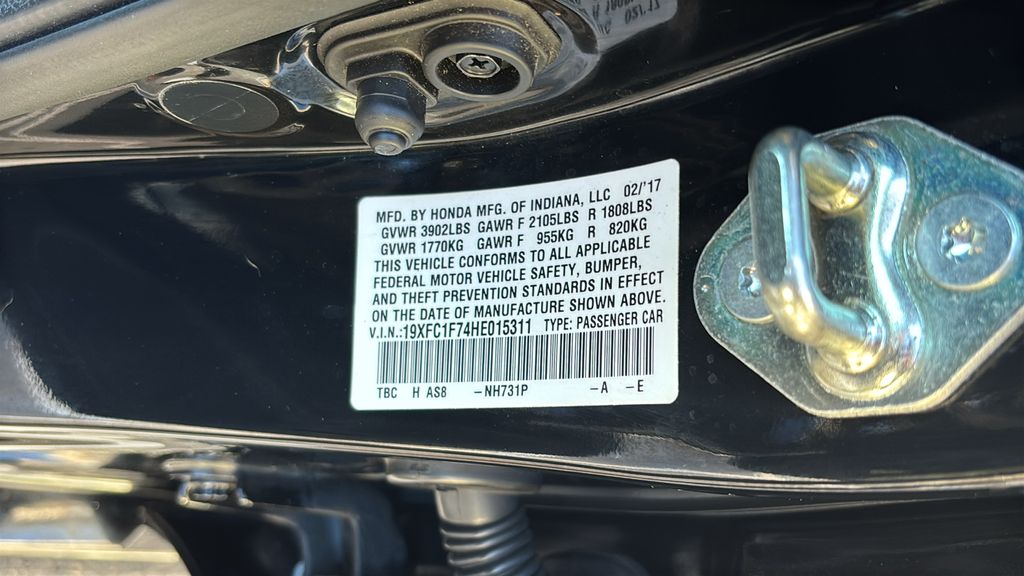 MFD. BY HONDA MFG. OF INDIANA, LLC 02/'17
GVWR 3902LBS GAWR F 2105LBS R 1808LBS
GVWR 1770KG GAWR F 955KG R 820KG
THIS VEHICLE CONFORMS TO ALL APPLICABLE
FEDERAL MOTOR VEHICLE SAFETY, BUMPER,
AND THEFT PREVENTION STANDARDS IN EFFECT
ON THE DATE OF MANUFACTURE SHOWN ABOVE.
V.I.N.:19XFC1F74HE015311 TYPE: PASSENGER CAR
TBC H AS8 –NH731P –A –E